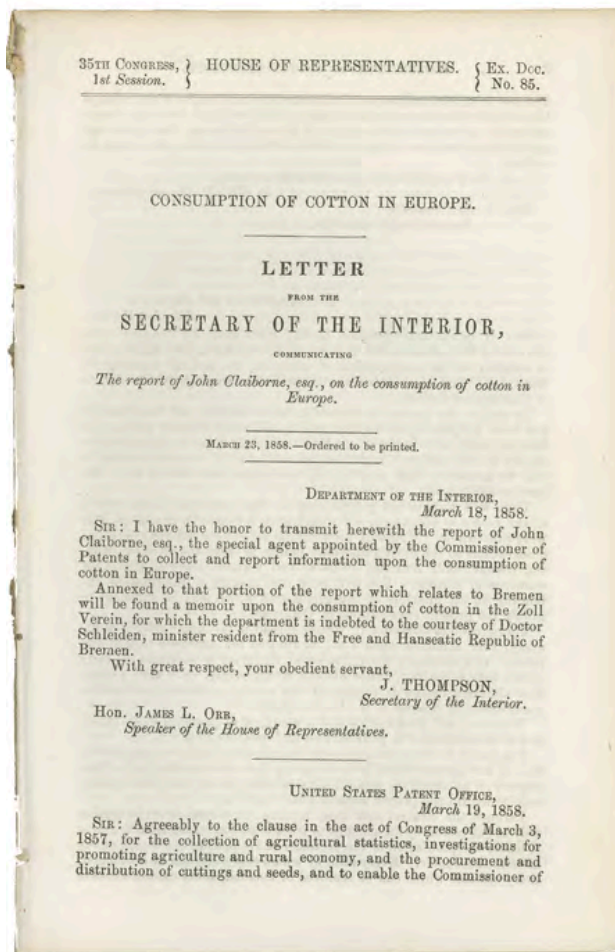 35TH CONGRESS, } HOUSE OF REPRESENTATIVES. { Ex. Doc.
1st Session. } { No. 85.
CONSUMPTION OF COTTON IN EUROPE.
LETTER
FROM THE
SECRETARY OF THE INTERIOR,
COMMUNICATING
The report of John Claiborne, esq., on the consumption of cotton in
Europe.
MARCH 23, 1858.—Ordered to be printed.
DEPARTMENT OF THE INTERIOR,
March 18, 1858.
SIR: I have the honor to transmit herewith the report of John
Claiborne, esq., the special agent appointed by the Commissioner of
Patents to collect and report information upon the consumption of
cotton in Europe.
Annexed to that portion of the report which relates to Bremen
will be found a memoir upon the consumption of cotton in the Zoll
Verein, for which the department is indebted to the courtesy of Doctor
Schleiden, minister resident from the Free and Hanseatic Republic of
Bremen.
With great respect, your obedient servant,
J. THOMPSON,
Secretary of the Interior.
Hon. JAMES L. ORR,
Speaker of the House of Representatives.
UNITED STATES PATENT OFFICE,
March 19, 1858.
SIR: Agreeably to the clause in the act of Congress of March 3,
1857, for the collection of agricultural statistics, investigations for
promoting agriculture and rural economy, and the procurement and
distribution of cuttings and seeds, and to enable the Commissioner of